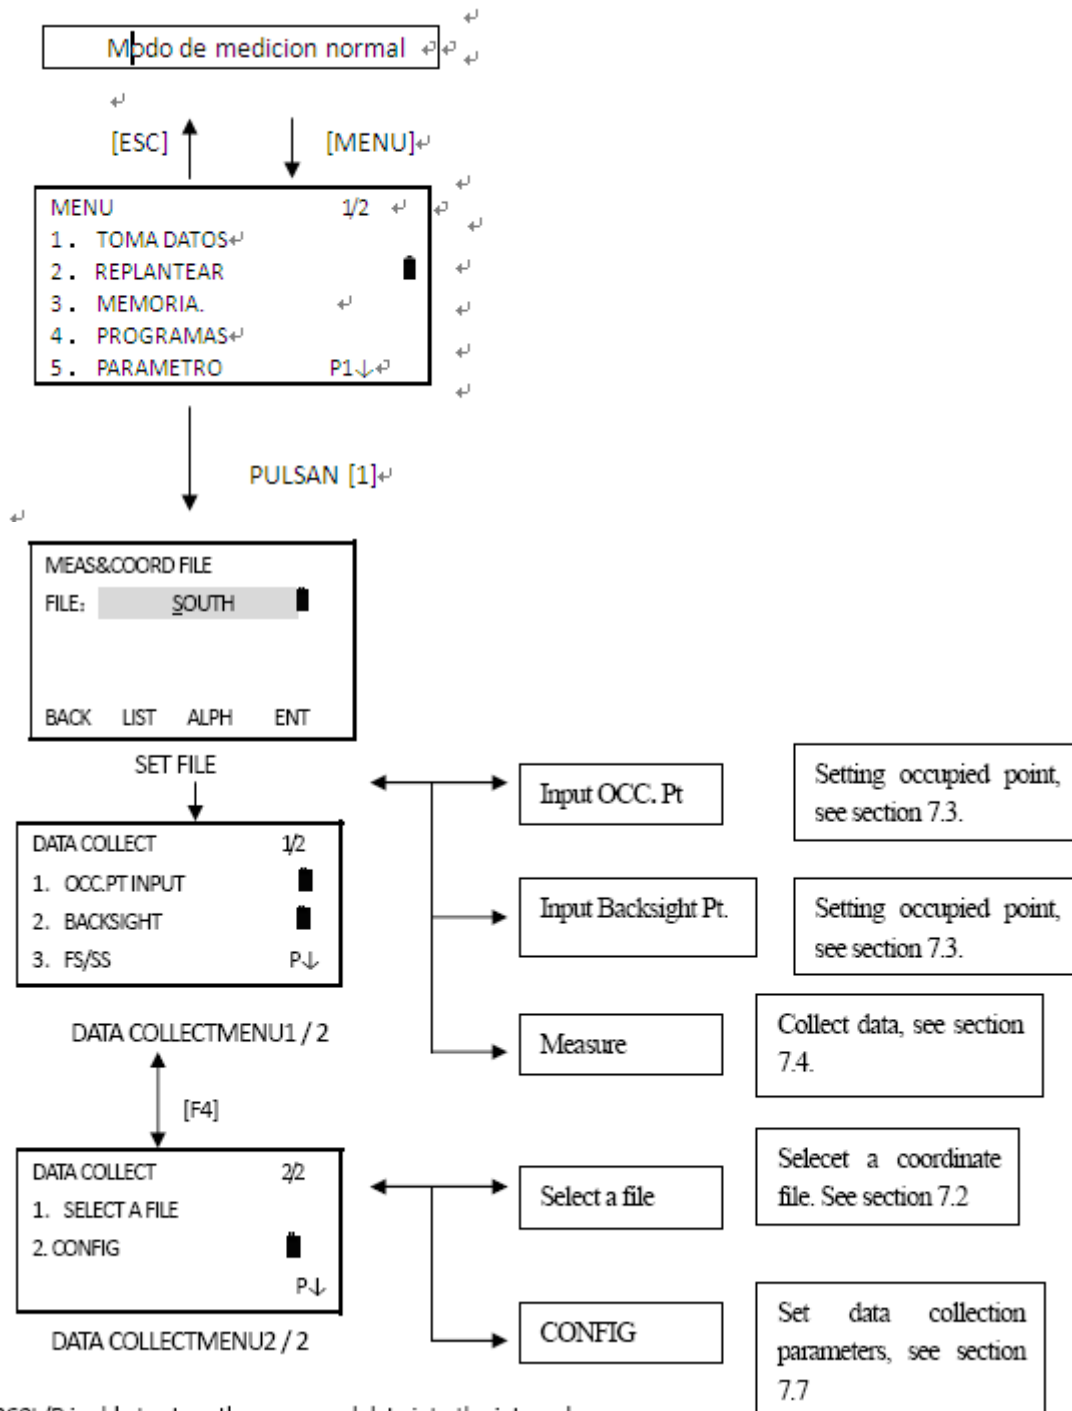 Modo de medicion normal
[ESC] [MENU]
MENU 1/2
1. TOMA DATOS
2. REPLANTEAR
3. MEMORIA.
4. PROGRAMAS
5. PARAMETRO P1↓
PULSAN [1]
MEAS&COORD FILE
FILE: SOUTH
BACK LIST ALPH ENT
SET FILE
DATA COLLECT 1/2
1. OCC.PT INPUT
2. BACKSIGHT
3. FS/SS P↓
DATA COLLECTMENU1 / 2
Input OCC. Pt
Setting occupied point,
see section 7.3.
Input Backsight Pt.
Setting occupied point,
see section 7.3.
Measure
Collect data, see section
7.4.
[F4]
DATA COLLECT 2/2
1. SELECT A FILE
2. CONFIG
P↓
DATA COLLECTMENU2 / 2
Select a file
Selecet a coordinate
file. See section 7.2
CONFIG
Set data collection
parameters, see section
7.7